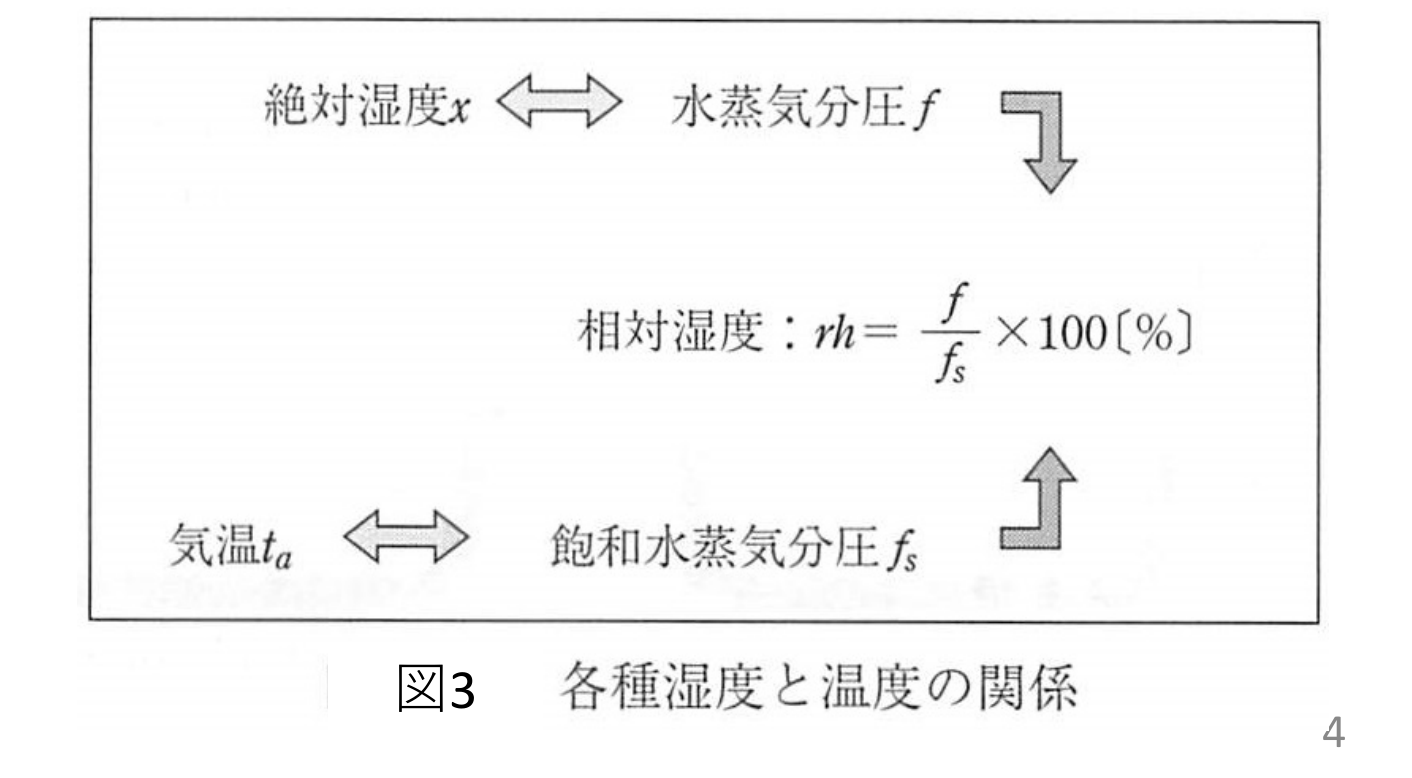 絶対湿度x 水蒸気分圧f
相対湿度：rh= f/fs ×100〔%〕
気温ta 飽和水蒸気分圧fs
図3 各種湿度と温度の関係
4